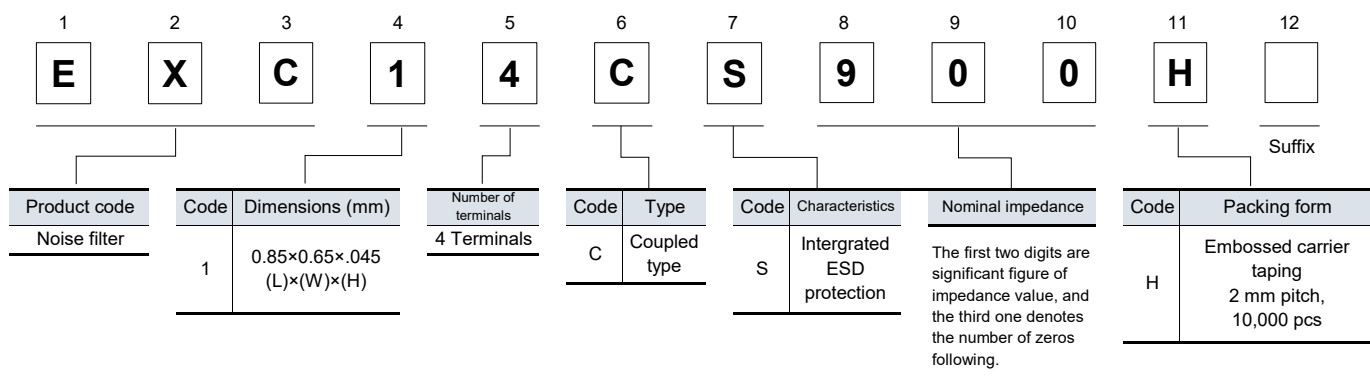 1 2 3 4 5 6 7 8 9 10 11 12
E X C 1 4 C S 9 0 0 H
Suffix
Product code
Noise filter
Code Dimensions (mm)
1 0.85×0.65×.045
(L)×(W)×(H)
Number of
terminals
4 Terminals
Code Type
C Coupled
type
Code Characteristics
S Intergrated
ESD
protection
Nominal impedance
The first two digits are
significant figure of
impedance value, and
the third one denotes
the number of zeros
following.
Code Packing form
H Embossed carrier
taping
2 mm pitch,
10,000 pcs